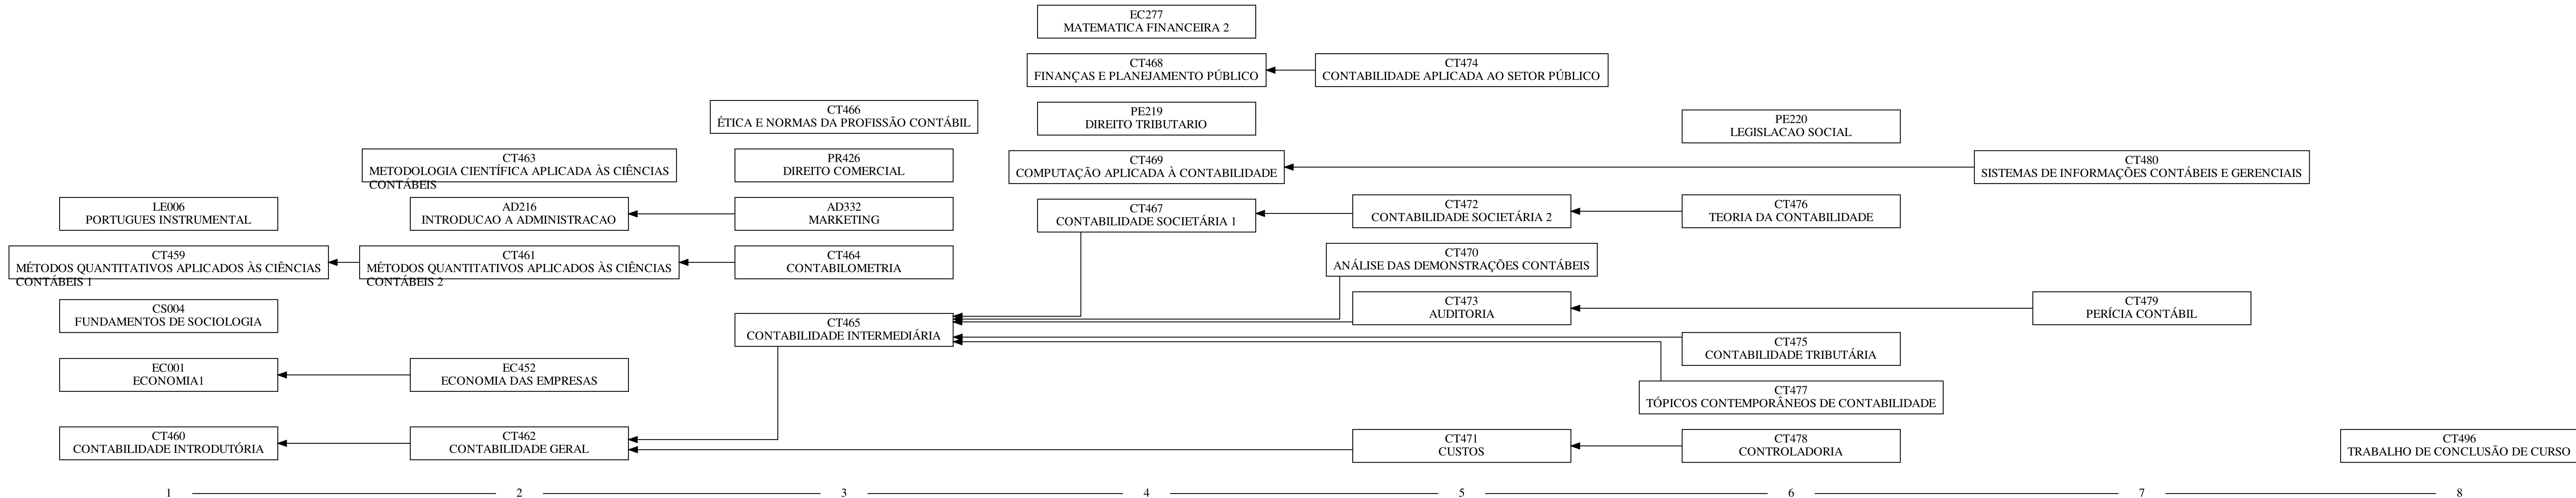 EC277
MATEMATICA FINANCEIRA 2
CT468
FINANÇAS E PLANEJAMENTO PÚBLICO
CT474
CONTABILIDADE APLICADA AO SETOR PÚBLICO
CT466
ÉTICA E NORMAS DA PROFISSÃO CONTÁBIL
PE219
DIREITO TRIBUTARIO
PE220
LEGISLACAO SOCIAL
CT463
METODOLOGIA CIENTÍFICA APLICADA ÀS CIÊNCIAS
CONTÁBEIS
PR426
DIREITO COMERCIAL
CT469
COMPUTAÇÃO APLICADA À CONTABILIDADE
CT480
SISTEMAS DE INFORMAÇÕES CONTÁBEIS E GERENCIAIS
LE006
PORTUGUES INSTRUMENTAL
AD216
INTRODUCAO A ADMINISTRACAO
AD332
MARKETING
CT467
CONTABILIDADE SOCIETÁRIA 1
CT472
CONTABILIDADE SOCIETÁRIA 2
CT476
TEORIA DA CONTABILIDADE
CT459
MÉTODOS QUANTITATIVOS APLICADOS ÀS CIÊNCIAS
CONTÁBEIS 1
CT461
MÉTODOS QUANTITATIVOS APLICADOS ÀS CIÊNCIAS
CONTÁBEIS 2
CT464
CONTABILOMETRIA
CT470
ANÁLISE DAS DEMONSTRAÇÕES CONTÁBEIS
CS004
FUNDAMENTOS DE SOCIOLOGIA
CT465
CONTABILIDADE INTERMEDIÁRIA
CT473
AUDITORIA
CT479
PERÍCIA CONTÁBIL
CT475
CONTABILIDADE TRIBUTÁRIA
EC001
ECONOMIA1
EC452
ECONOMIA DAS EMPRESAS
CT477
TÓPICOS CONTEMPORÂNEOS DE CONTABILIDADE
CT460
CONTABILIDADE INTRODUTÓRIA
CT462
CONTABILIDADE GERAL
CT471
CUSTOS
CT478
CONTROLADORIA
CT496
TRABALHO DE CONCLUSÃO DE CURSO
1 2 3 4 5 6 7 8